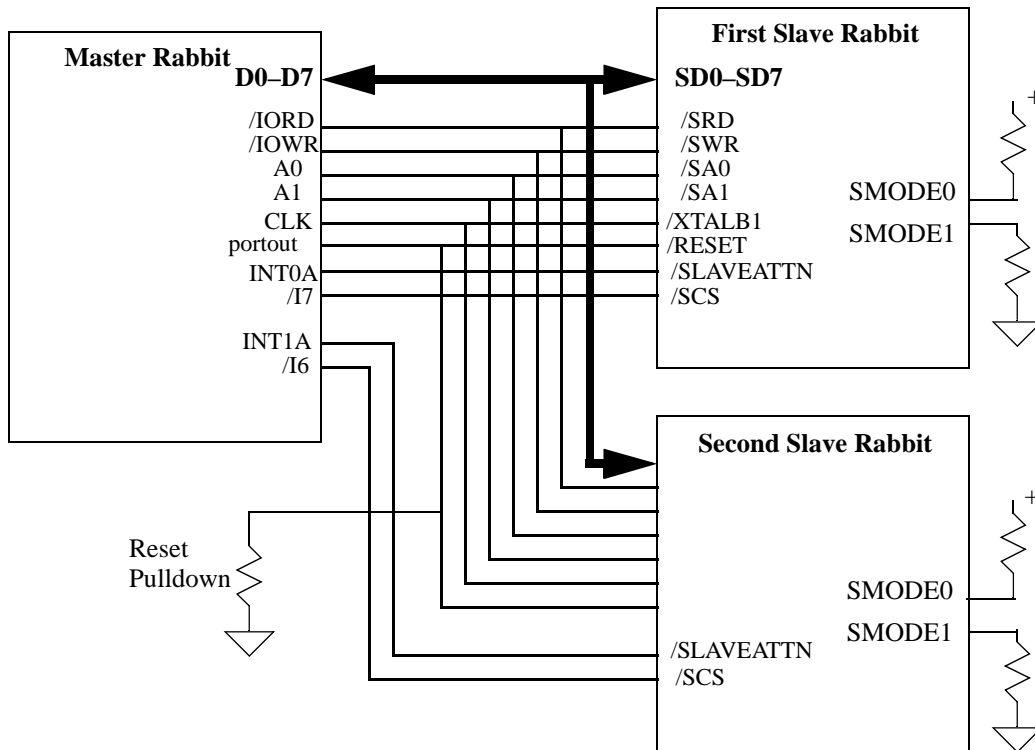 Master Rabbit
D0–D7
/IORD
/IOWR
A0
A1
CLK
portout
INT0A
/I7
INT1A
/I6
First Slave Rabbit
SD0–SD7
/SRD
/SWR
/SA0
/SA1
/XTALB1
/RESET
/SLAVEATTN
/SCS
SMODE0
SMODE1
+
Second Slave Rabbit
/SLAVEATTN
/SCS
SMODE0
SMODE1
+
Reset
Pulldown